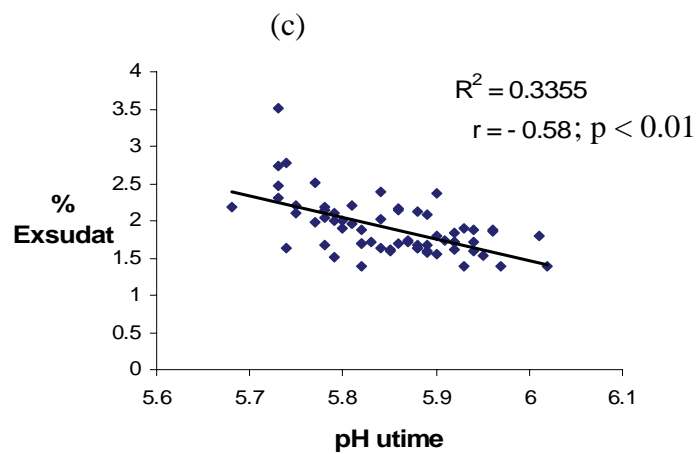 (c)
R² = 0.3355
r = - 0.58; p < 0.01
%
Exsudat
4
3.5
3
2.5
2
1.5
1
0.5
0
5.6 5.7 5.8 5.9 6 6.1
pH utime